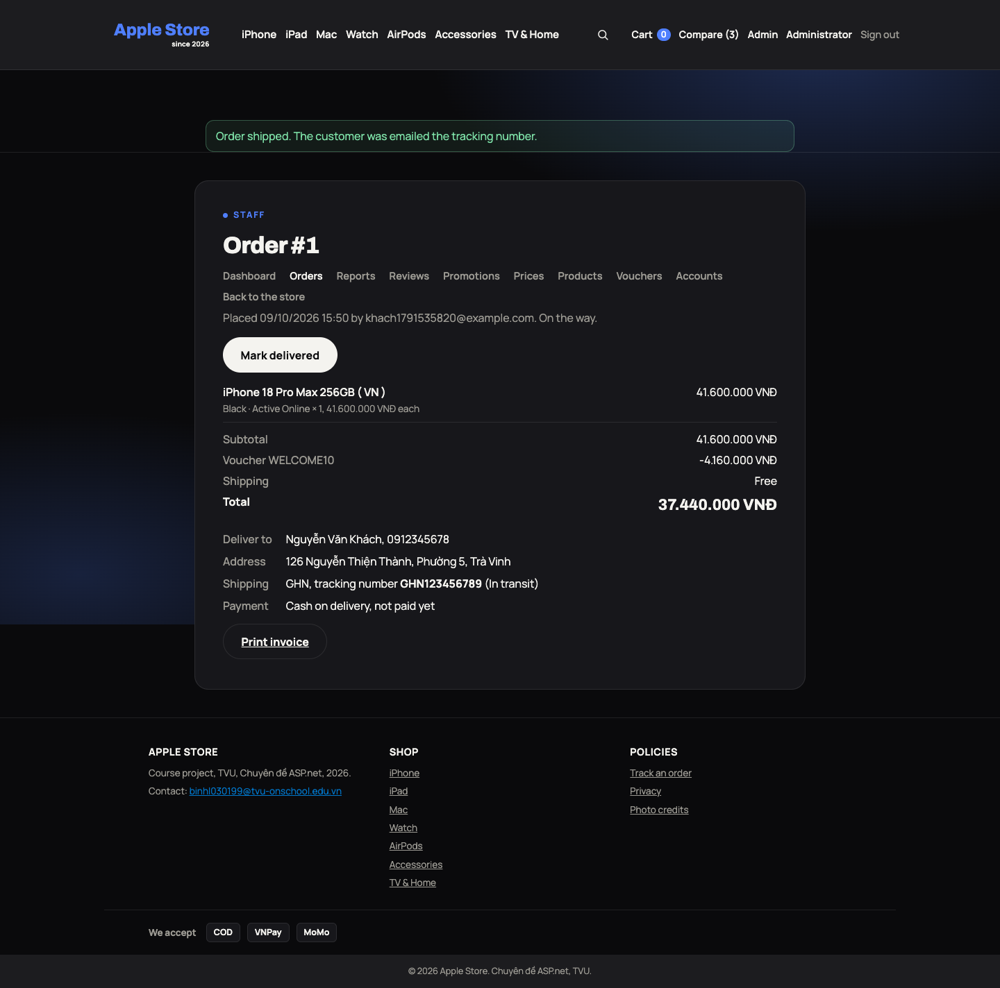 Apple Store
since 2026
iPhone iPad Mac Watch AirPods Accessories TV & Home
Cart 0 Compare (3) Admin Administrator Sign out
Order shipped. The customer was emailed the tracking number.
STAFF
Order #1
Dashboard Orders Reports Reviews Promotions Prices Products Vouchers Accounts
Back to the store
Placed 09/10/2026 15:50 by khach1791535820@example.com. On the way.
Mark delivered
iPhone 18 Pro Max 256GB ( VN ) 41.600.000 VNĐ
Black · Active Online × 1, 41.600.000 VNĐ each
Subtotal 41.600.000 VNĐ
Voucher WELCOME10 -4.160.000 VNĐ
Shipping Free
Total 37.440.000 VNĐ
Deliver to Nguyễn Văn Khách, 0912345678
Address 126 Nguyễn Thiện Thành, Phường 5, Trà Vinh
Shipping GHN, tracking number GHN123456789 (In transit)
Payment Cash on delivery, not paid yet
Print invoice
APPLE STORE
Course project, TVU, Chuyên đề ASP.net, 2026.
Contact: binhl030199@tvu-onschool.edu.vn
SHOP
iPhone
iPad
Mac
Watch
AirPods
Accessories
TV & Home
POLICIES
Track an order
Privacy
Photo credits
We accept COD VNPay MoMo
© 2026 Apple Store. Chuyên đề ASP.net, TVU.